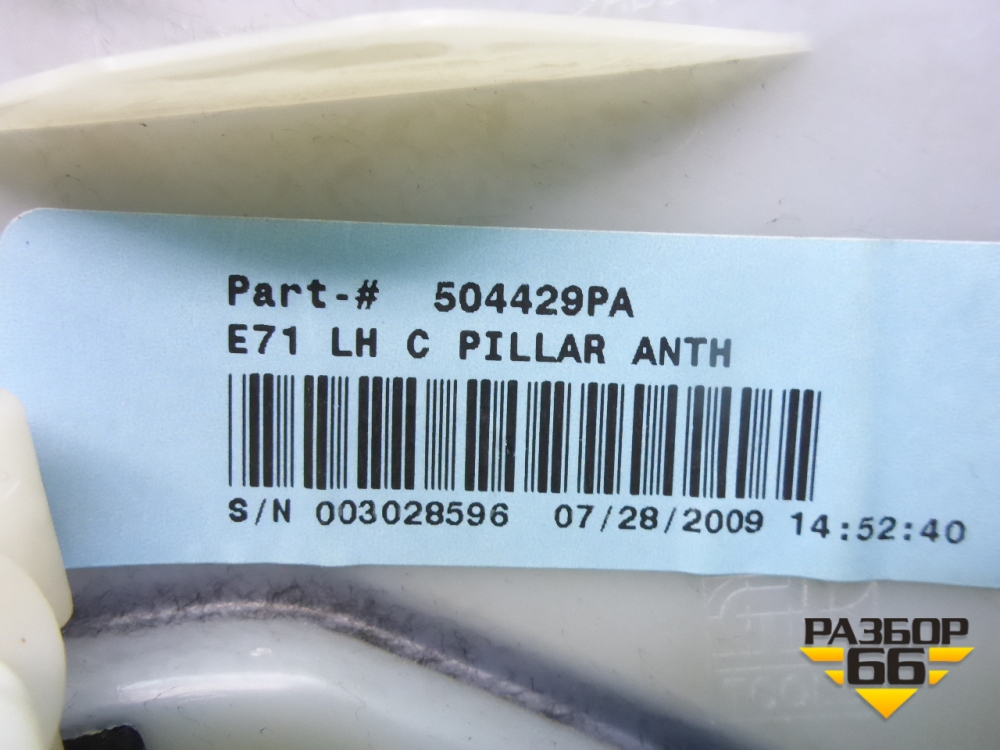 Part-# 504429PA
E71 LH C PILLAR ANTH
S/N 003028596 07/28/2009 14:52:40
РАЗБОР
66